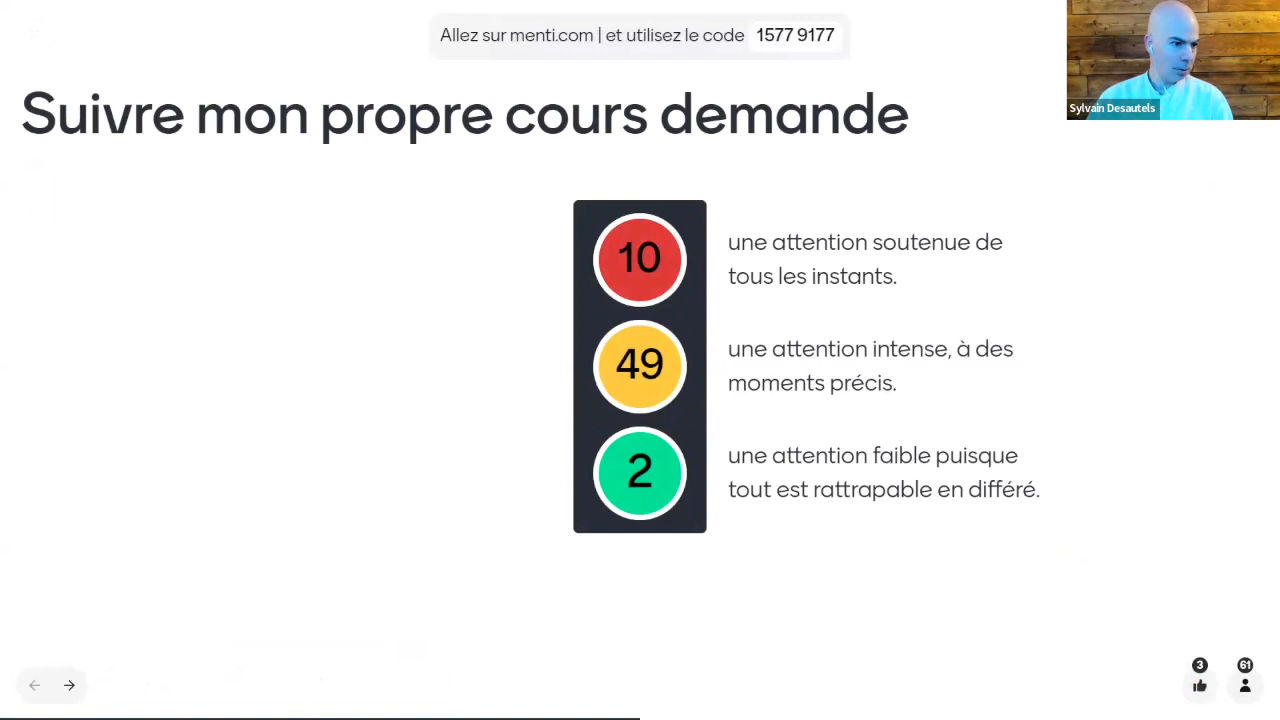 Allez sur menti.com | et utilisez le code 1577 9177
Sylvain Desautels
Suivre mon propre cours demande
10
une attention soutenue de
tous les instants.
49
une attention intense, à des
moments précis.
2
une attention faible puisque
tout est rattrapable en différé.
3
61